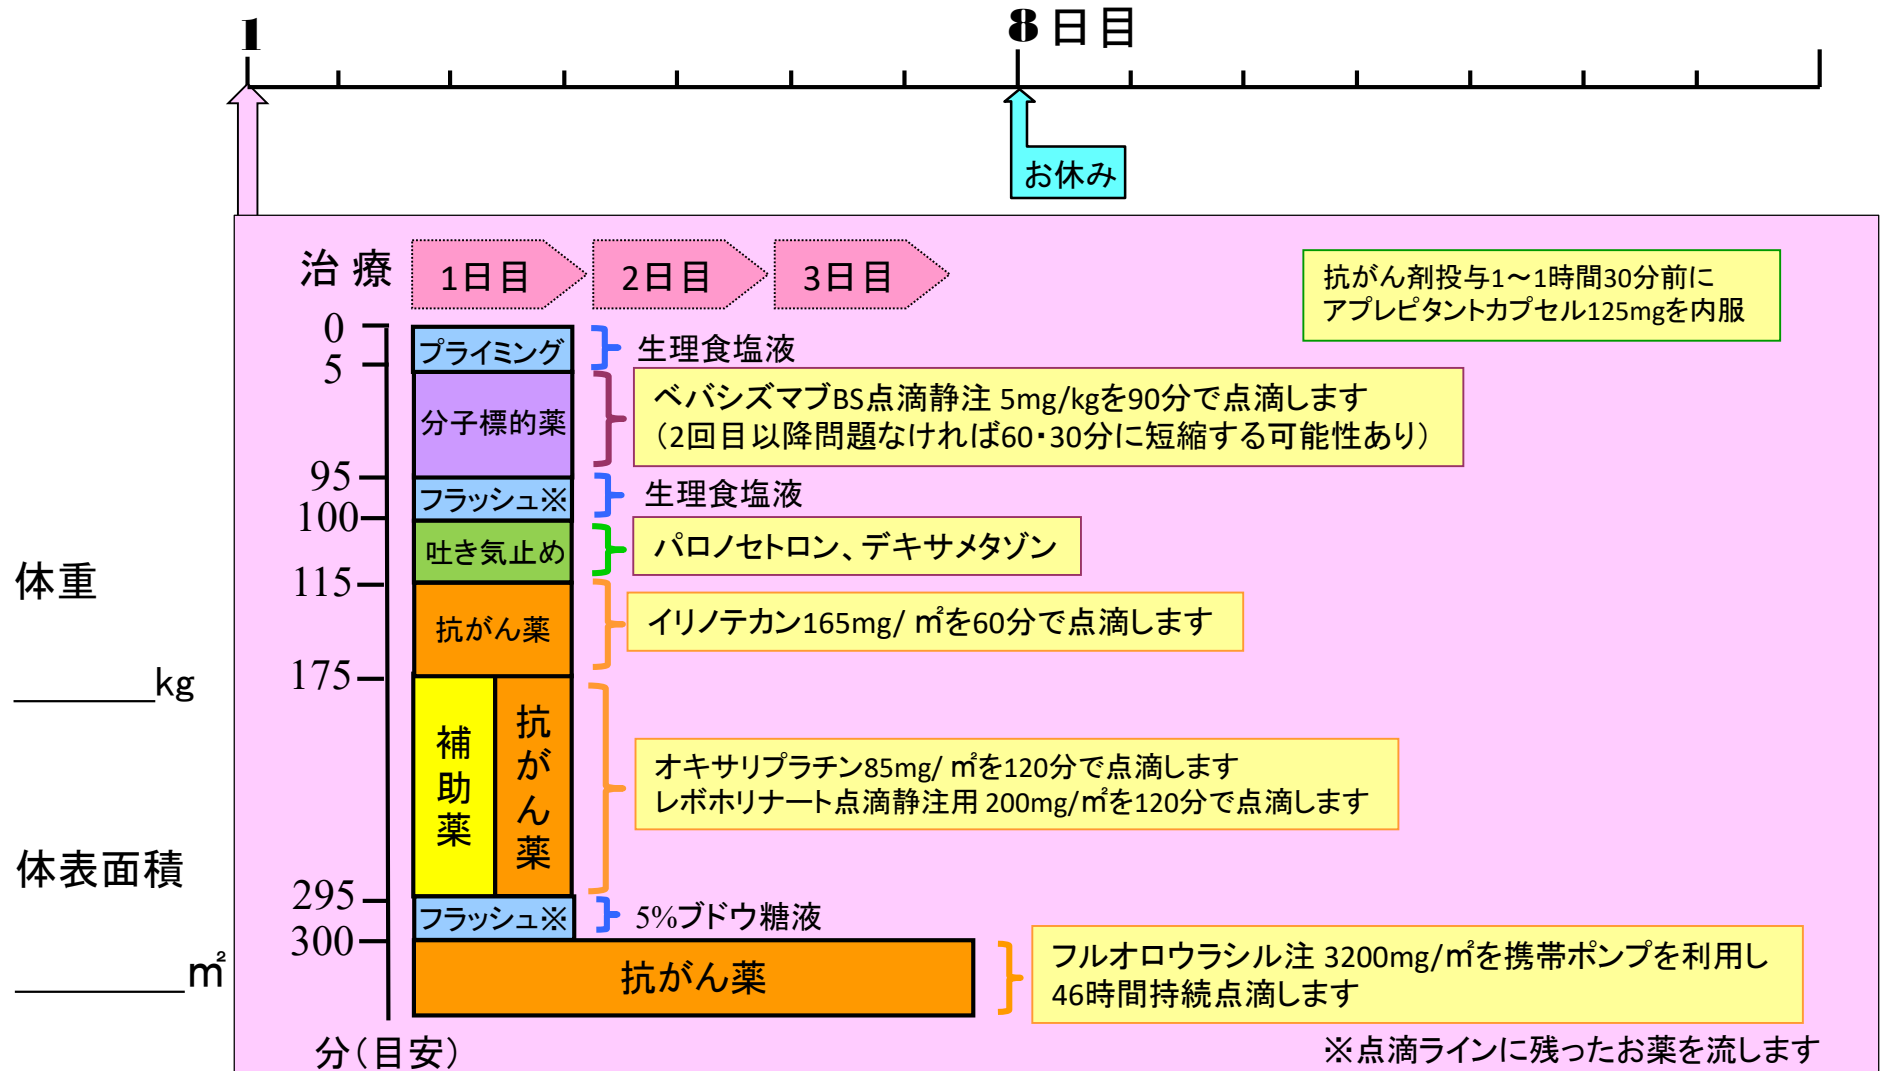 1
8日目
お休み
治療
1日目
2日目
3日目
抗がん剤投与1～1時間30分前に
アプレピタントカプセル125mgを内服
0
プライミング
生理食塩液
5
分子標的薬
ベバシズマブBS点滴静注 5mg/kgを90分で点滴します
（2回目以降問題なければ60・30分に短縮する可能性あり）
95
フラッシュ※
生理食塩液
100
吐き気止め
パロノセトロン、デキサメタゾン
115
抗がん薬
イリノテカン165mg/ ㎡を60分で点滴します
175
補助薬
抗がん薬
オキサリプラチン85mg/ ㎡を120分で点滴します
レボホリナート点滴静注用 200mg/㎡を120分で点滴します
295
フラッシュ※
5%ブドウ糖液
300
抗がん薬
フルオロウラシル注 3200mg/㎡を携帯ポンプを利用し
46時間持続点滴します
分（目安）
※点滴ラインに残ったお薬を流します
体重
________kg
体表面積
________㎡